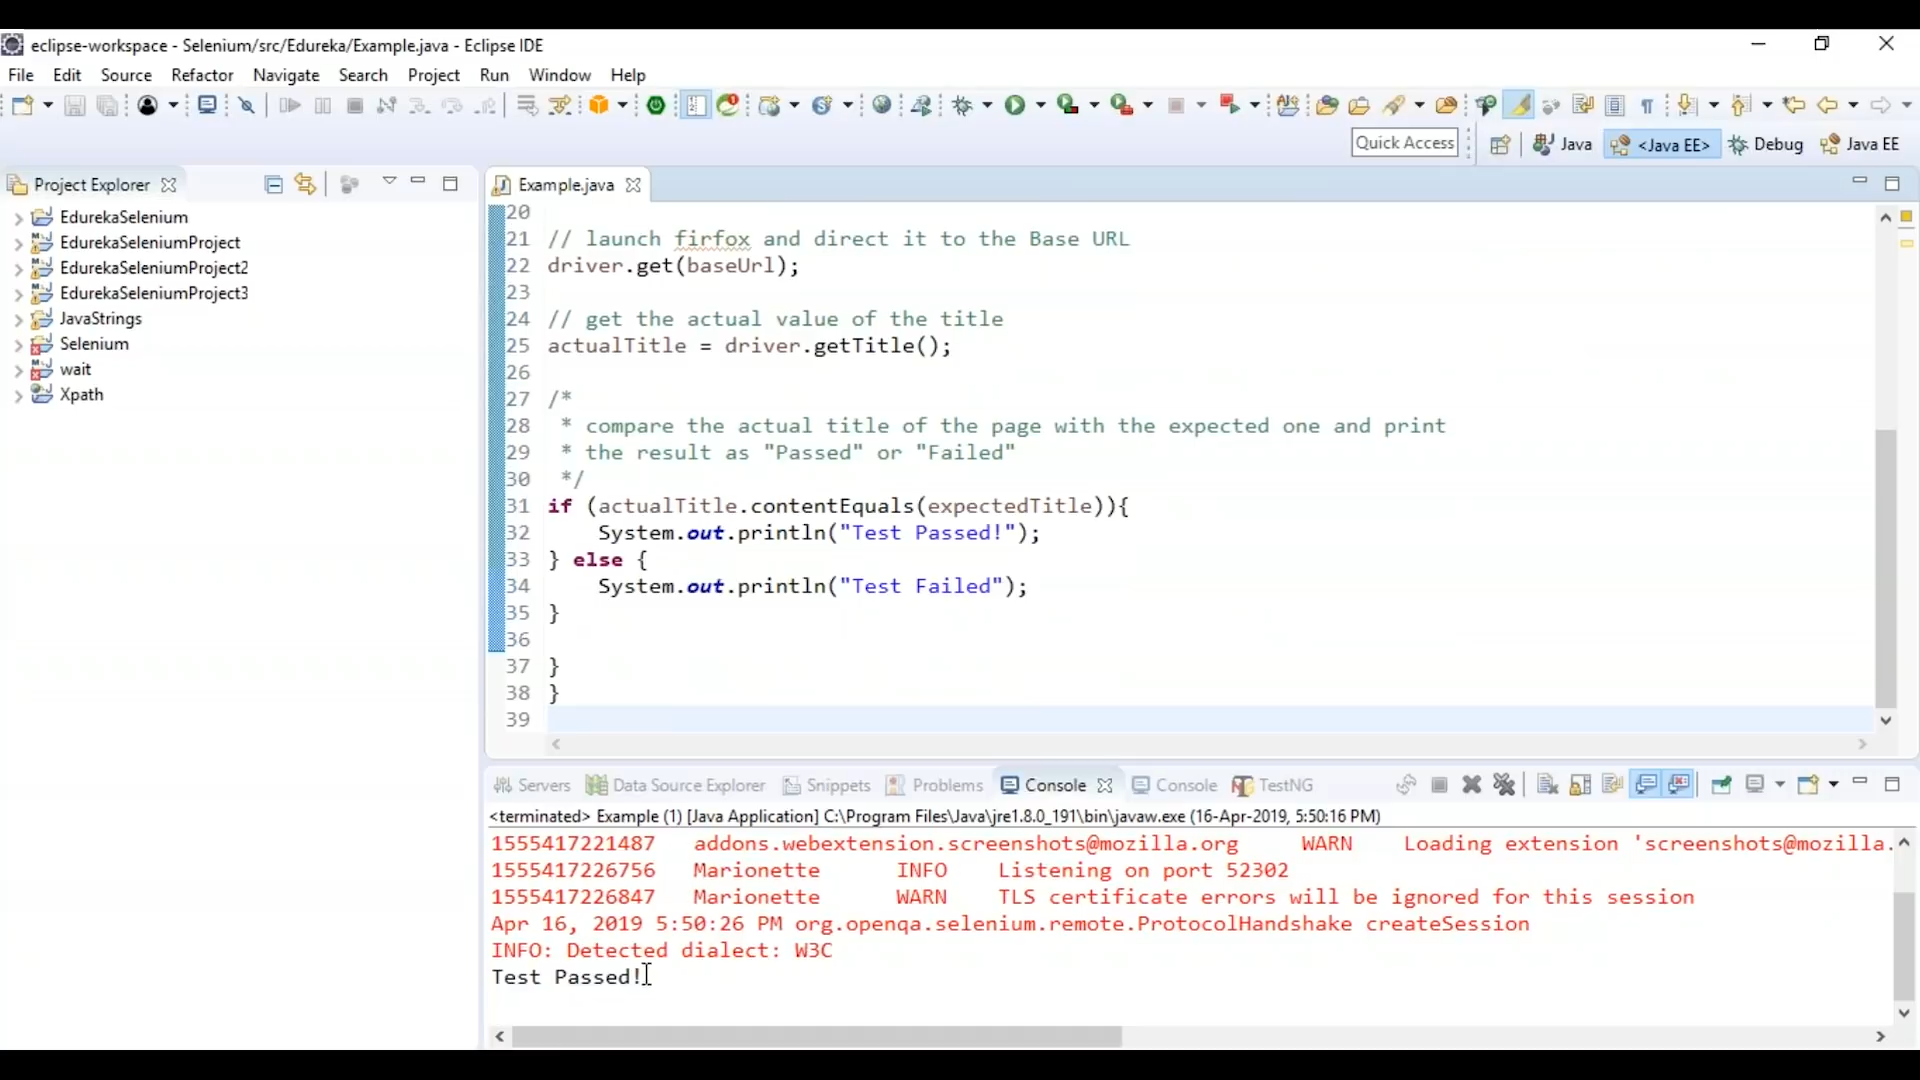 eclipse-workspace - Selenium/src/Edureka/Example.java - Eclipse IDE
File Edit Source Refactor Navigate Search Project Run Window Help
Quick Access
Java
<Java EE>
Debug
Java EE
Project Explorer
EdurekaSelenium
EdurekaSeleniumProject
EdurekaSeleniumProject2
EdurekaSeleniumProject3
JavaStrings
Selenium
wait
Xpath
Example.java
20
21 // launch firfox and direct it to the Base URL
22 driver.get(baseUrl);
23
24 // get the actual value of the title
25 actualTitle = driver.getTitle();
26
27 /*
28 * compare the actual title of the page with the expected one and print
29 * the result as "Passed" or "Failed"
30 */
31 if (actualTitle.contentEquals(expectedTitle)){
32 System.out.println("Test Passed!");
33 } else {
34 System.out.println("Test Failed");
35 }
36
37 }
38 }
39
Servers Data Source Explorer Snippets Problems Console Console TestNG
<terminated> Example (1) [Java Application] C:\Program Files\Java\jre1.8.0_191\bin\javaw.exe (16-Apr-2019, 5:50:16 PM)
1555417221487 addons.webextension.screenshots@mozilla.org WARN Loading extension 'screenshots@mozilla.
1555417226756 Marionette INFO Listening on port 52302
1555417226847 Marionette WARN TLS certificate errors will be ignored for this session
Apr 16, 2019 5:50:26 PM org.openqa.selenium.remote.ProtocolHandshake createSession
INFO: Detected dialect: W3C
Test Passed!